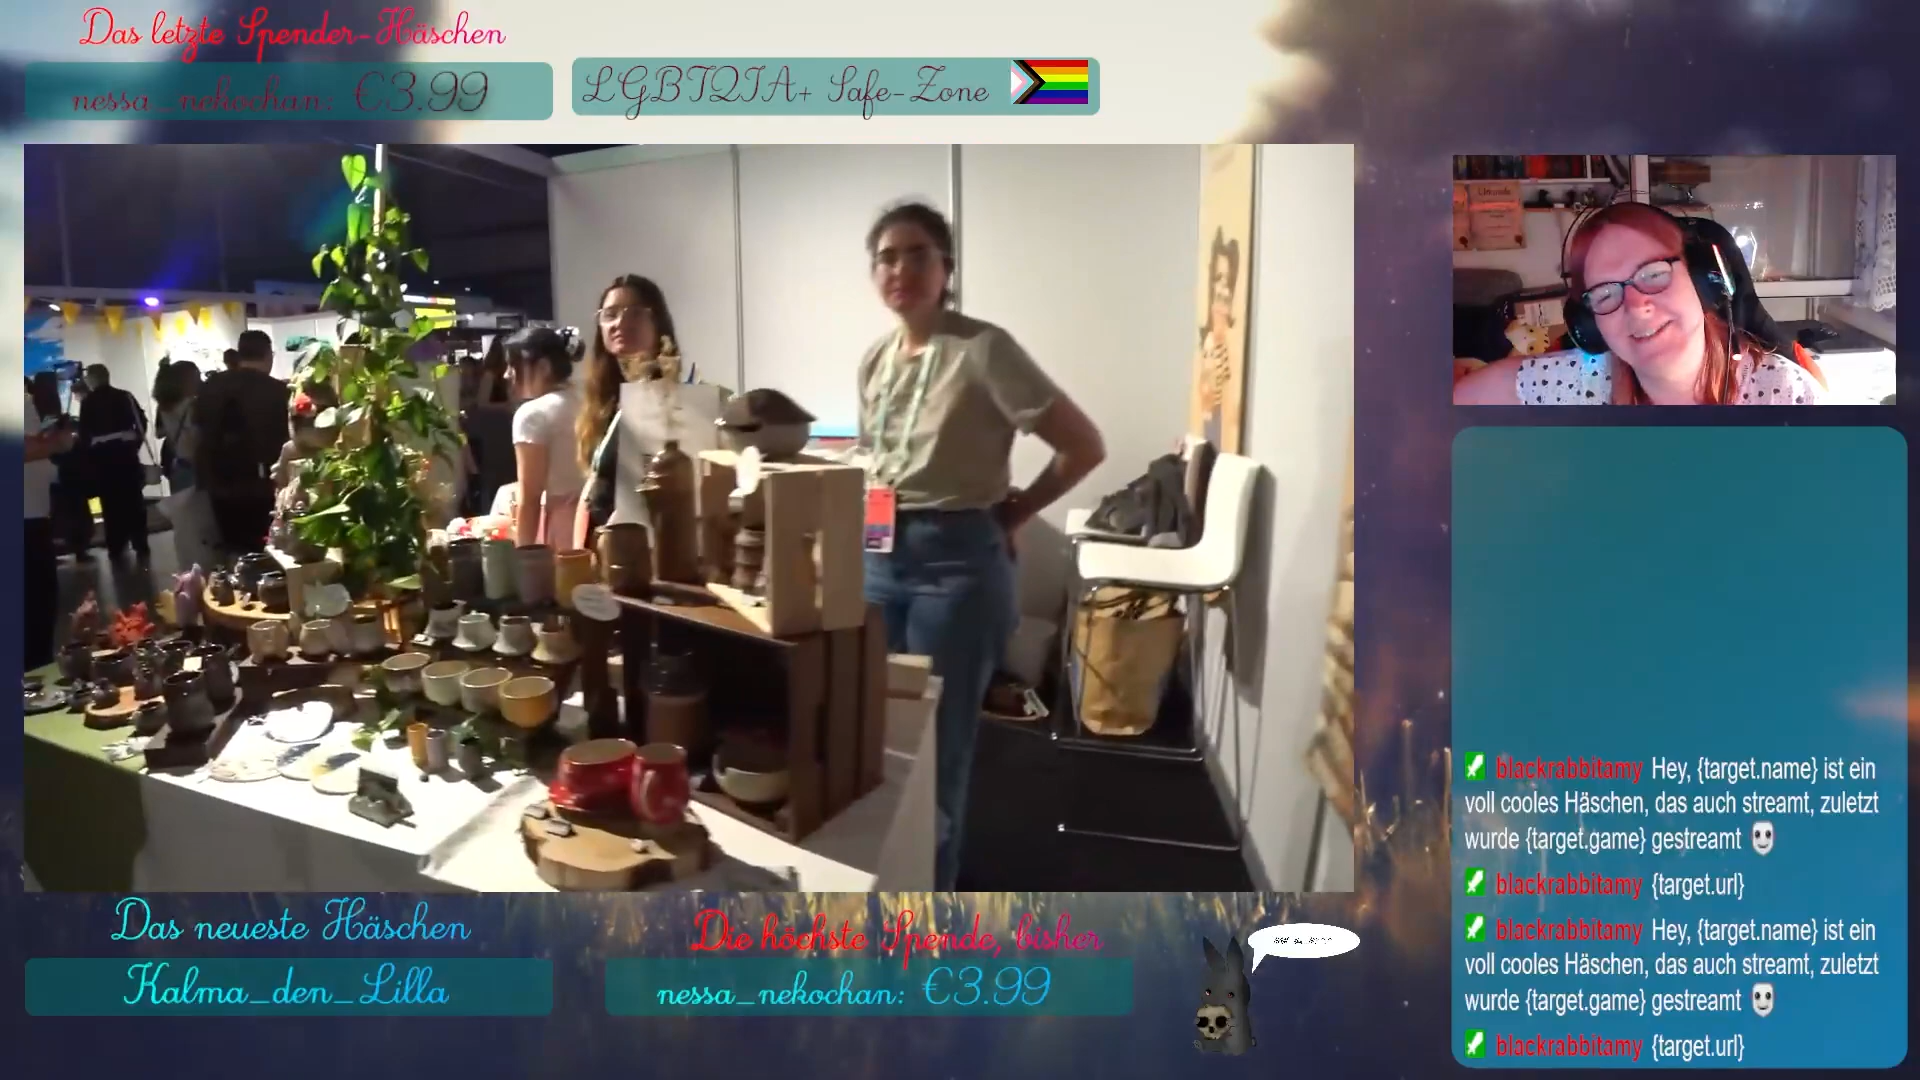 Das letzte Spender-Häschen
nessa_nekochan: €3.99
LGBTQIA+ Safe-Zone
Urkunde
blackrabbitamy Hey, {target.name} ist ein
voll cooles Häschen, das auch streamt, zuletzt
wurde {target.game} gestreamt
blackrabbitamy {target.url}
blackrabbitamy Hey, {target.name} ist ein
voll cooles Häschen, das auch streamt, zuletzt
wurde {target.game} gestreamt
blackrabbitamy {target.url}
Das neueste Häschen
Kalma_den_Lilla
Die höchste Spende, bisher
nessa_nekochan: €3.99